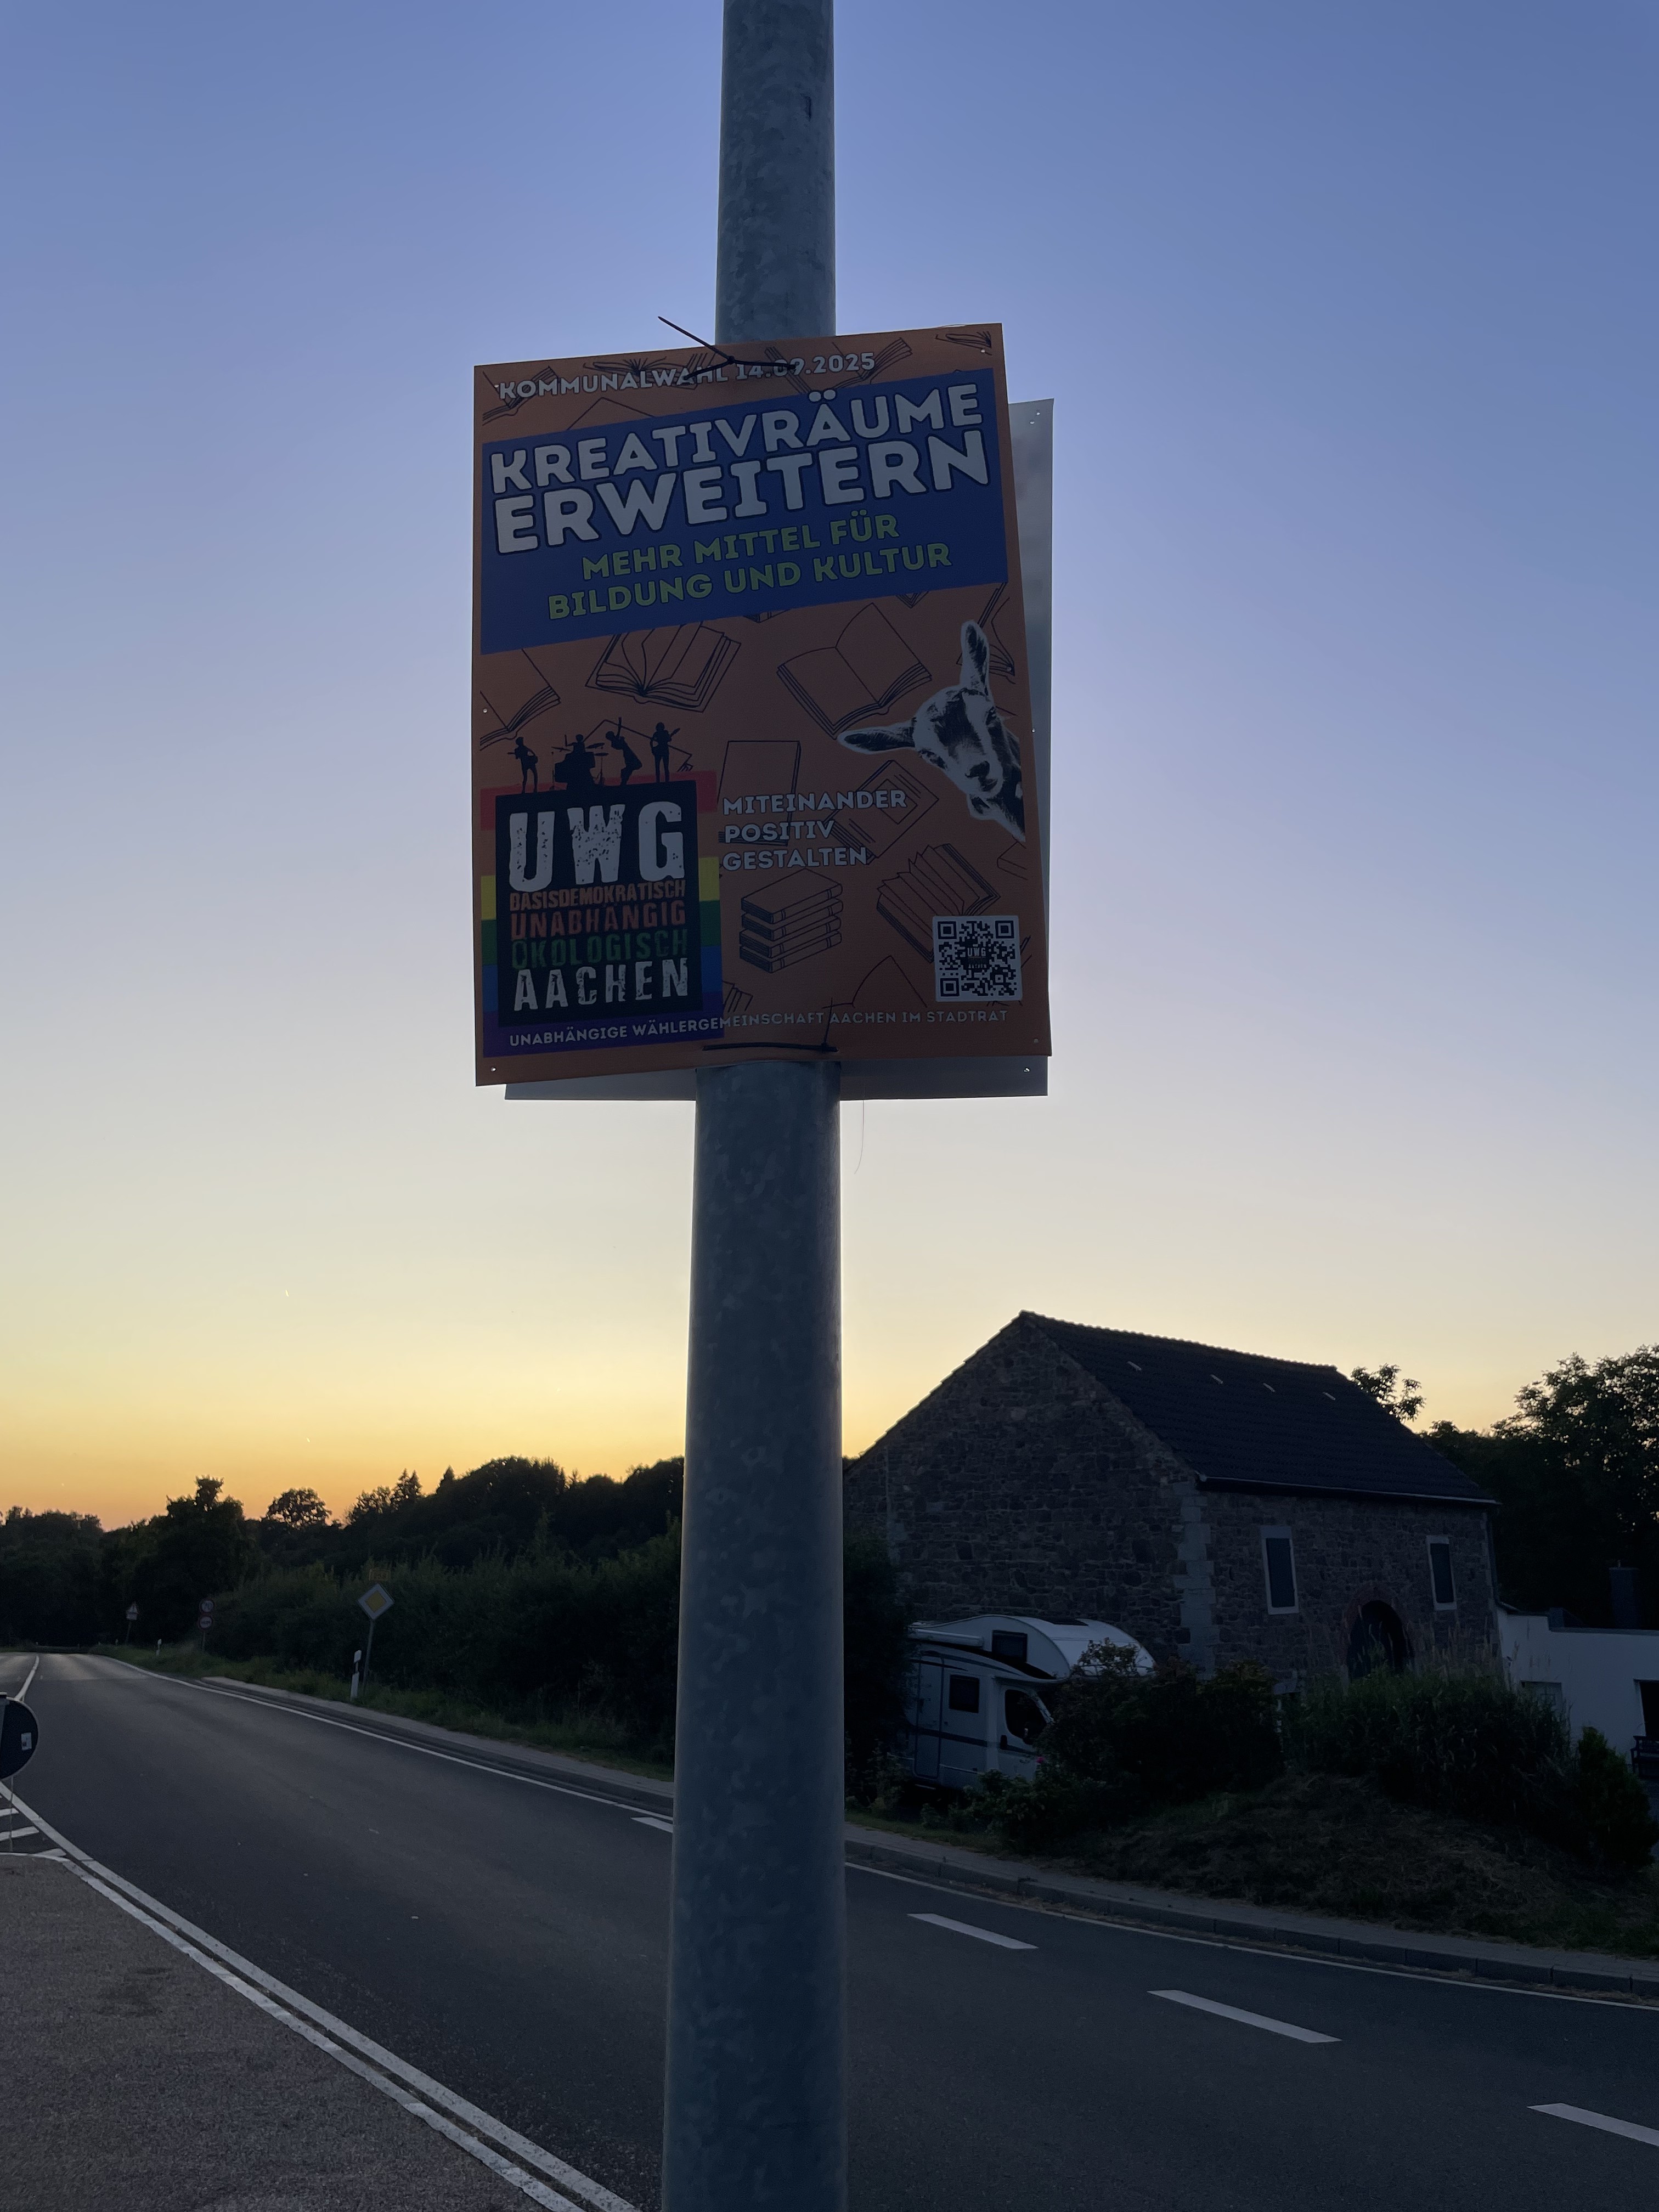 KOMMUNALWAHL 14.09.2025
KREATIVRÄUME
ERWEITERN
MEHR MITTEL FÜR
BILDUNG UND KULTUR
UWG
BASISDEMOKRATISCH
UNABHÄNGIG
ÖKOLOGISCH
AACHEN
MITEINANDER
POSITIV
GESTALTEN
UNABHÄNGIGE WÄHLERGEMEINSCHAFT AACHEN IM STADTRAT